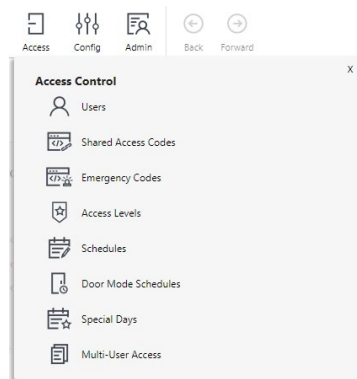 Access Config Admin Back Forward
X
Access Control
Users
Shared Access Codes
Emergency Codes
Access Levels
Schedules
Door Mode Schedules
Special Days
Multi-User Access